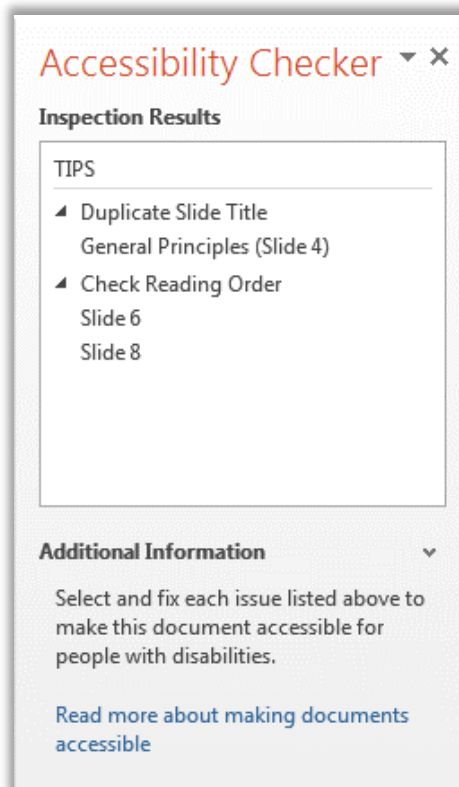 Accessibility Checker
Inspection Results
TIPS
Duplicate Slide Title
General Principles (Slide 4)
Check Reading Order
Slide 6
Slide 8
Additional Information
Select and fix each issue listed above to
make this document accessible for
people with disabilities.
Read more about making documents
accessible